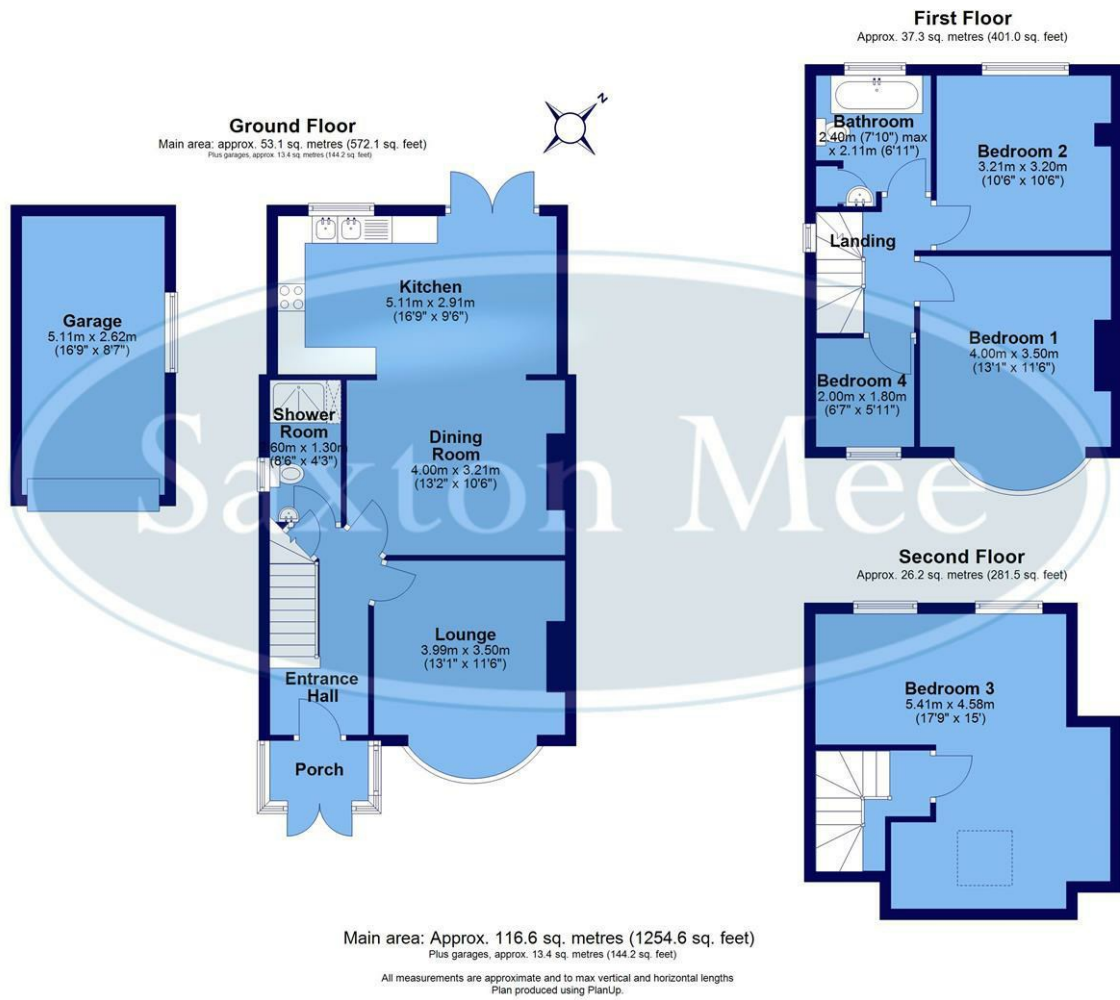 First Floor
Approx. 37.3 sq. metres (401.0 sq. feet)
Ground Floor
Main area: approx. 53.1 sq. metres (572.1 sq. feet)
Plus garages, approx. 13.4 sq. metres (144.2 sq. feet)
N
Bathroom
2.40m (7'10") max
x 2.11m (6'11")
Bedroom 2
3.21m x 3.20m
(10'6" x 10'6")
Landing
Kitchen
5.11m x 2.91m
(16'9" x 9'6")
Garage
5.11m x 2.62m
(16'9" x 8'7")
Bedroom 1
4.00m x 3.50m
(13'1" x 11'6")
Bedroom 4
2.00m x 1.80m
(6'7" x 5'11")
Shower
Room
.60m x 1.30m
(8'6" x 4'3")
Dining
Room
4.00m x 3.21m
(13'2" x 10'6")
Saxton Mee
Second Floor
Approx. 26.2 sq. metres (281.5 sq. feet)
Lounge
3.99m x 3.50m
(13'1" x 11'6")
Entrance
Hall
Bedroom 3
5.41m x 4.58m
(17'9" x 15')
Porch
Main area: Approx. 116.6 sq. metres (1254.6 sq. feet)
Plus garages, approx. 13.4 sq. metres (144.2 sq. feet)
All measurements are approximate and to max vertical and horizontal lengths
Plan produced using PlanUp.